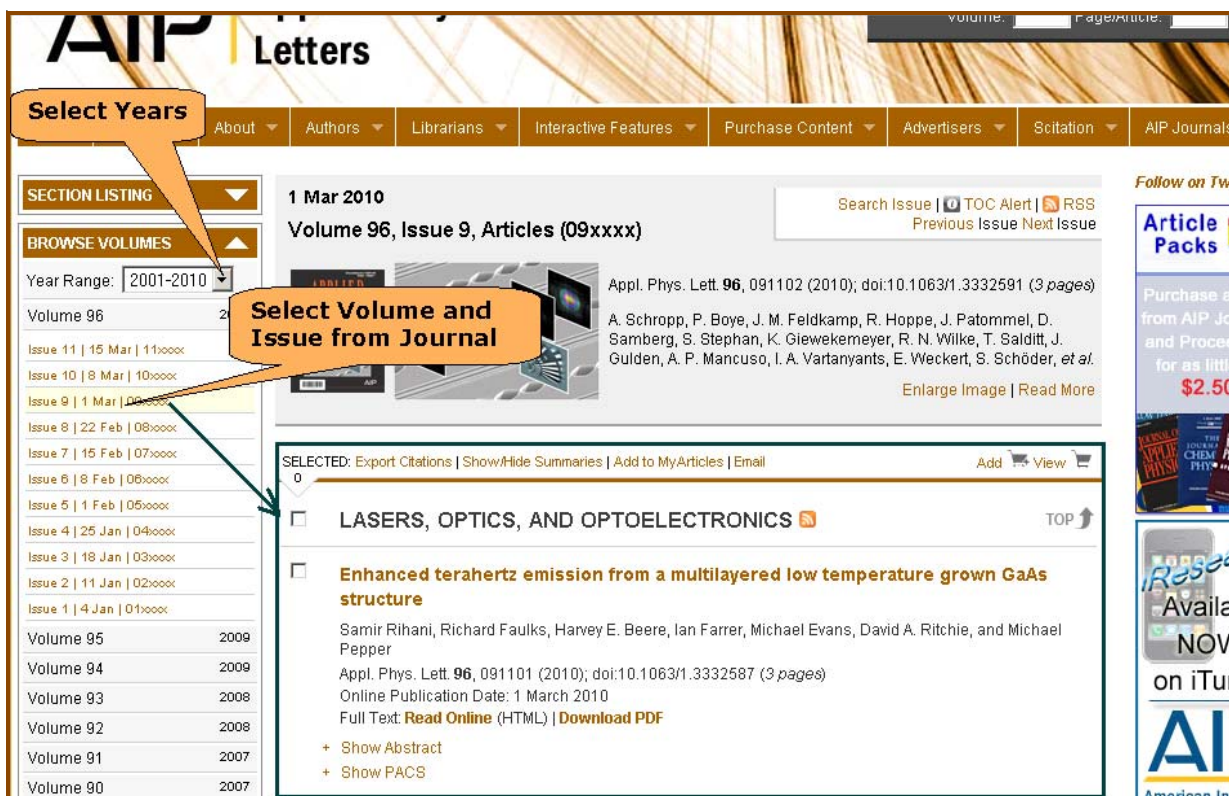 AIP
Letters
Volume:
Page/Article:
Select Years
About
Authors
Librarians
Interactive Features
Purchase Content
Advertisers
Scitation
AIP Journals
SECTION LISTING
BROWSE VOLUMES
Year Range: 2001-2010
Volume 96
Issue 11 | 15 Mar | 11xxxx
Issue 10 | 8 Mar | 10xxxx
Issue 9 | 1 Mar | 09xxxx
Issue 8 | 22 Feb | 08xxxx
Issue 7 | 15 Feb | 07xxxx
Issue 6 | 8 Feb | 06xxxx
Issue 5 | 1 Feb | 05xxxx
Issue 4 | 25 Jan | 04xxxx
Issue 3 | 18 Jan | 03xxxx
Issue 2 | 11 Jan | 02xxxx
Issue 1 | 4 Jan | 01xxxx
Volume 95 2009
Volume 94 2009
Volume 93 2008
Volume 92 2008
Volume 91 2007
Volume 90 2007
Select Volume and
Issue from Journal
1 Mar 2010
Volume 96, Issue 9, Articles (09xxxx)
Search Issue | TOC Alert | RSS
Previous Issue Next Issue
APPLIED
AIP
Appl. Phys. Lett. 96, 091102 (2010); doi:10.1063/1.3332591 (3 pages)
A. Schropp, P. Boye, J. M. Feldkamp, R. Hoppe, J. Patommel, D.
Samberg, S. Stephan, K. Giewekemeyer, R. N. Wilke, T. Salditt, J.
Gulden, A. P. Mancuso, I. A. Vartanyants, E. Weckert, S. Schöder, et al.
Enlarge Image | Read More
SELECTED: Export Citations | Show/Hide Summaries | Add to MyArticles | Email
0
Add View
LASERS, OPTICS, AND OPTOELECTRONICS
TOP
Enhanced terahertz emission from a multilayered low temperature grown GaAs
structure
Samir Rihani, Richard Faulks, Harvey E. Beere, Ian Farrer, Michael Evans, David A. Ritchie, and Michael
Pepper
Appl. Phys. Lett. 96, 091101 (2010); doi:10.1063/1.3332587 (3 pages)
Online Publication Date: 1 March 2010
Full Text: Read Online (HTML) | Download PDF
+ Show Abstract
+ Show PACS
Follow on Tw
Article
Packs
Purchase
from AIP Jo
and Procee
for as littl
$2.50
iResea
Availa
NOW
on iTu
AI
American In